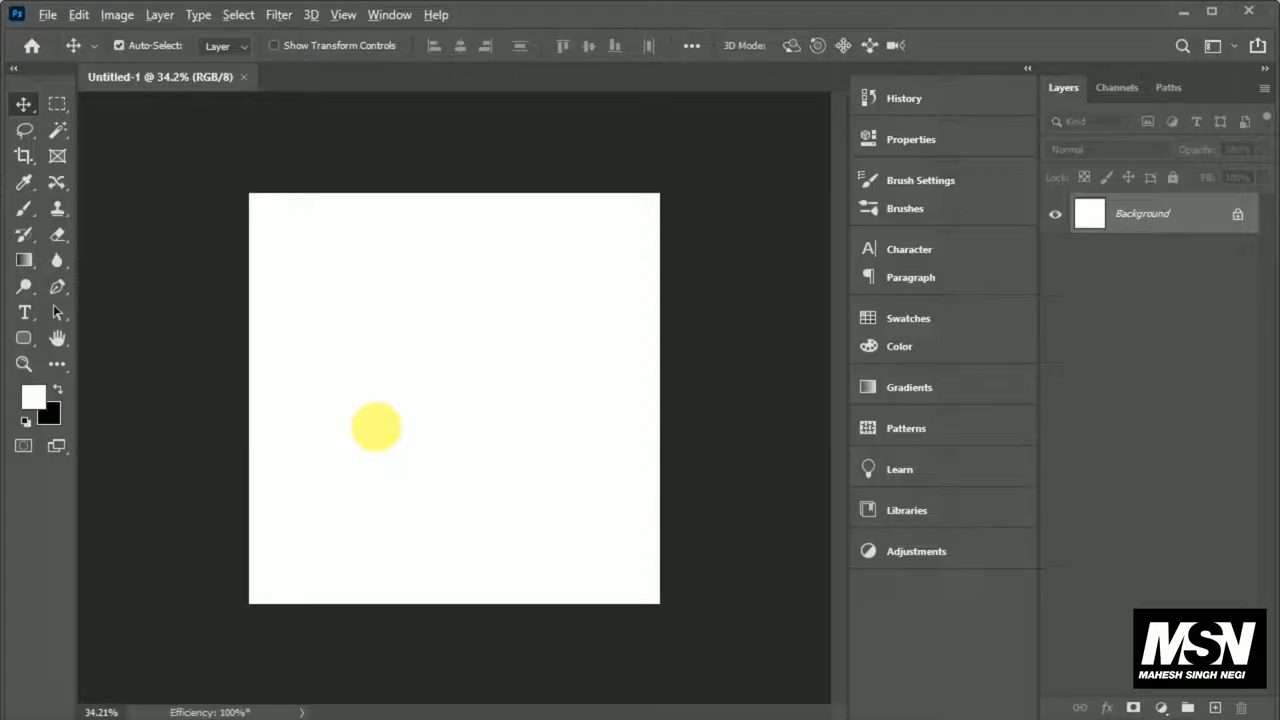 Ps File Edit Image Layer Type Select Filter 3D View Window Help
Auto-Select: Layer Show Transform Controls 3D Mode:
Untitled-1 @ 34.2% (RGB/8)
History
Properties
Brush Settings
Brushes
Character
Paragraph
Swatches
Color
Gradients
Patterns
Learn
Libraries
Adjustments
Layers Channels Paths
Kind
Normal Opacity: 100%
Lock: Fill: 100%
Background
MSN
MAHESH SINGH NEGI
34.21% Efficiency: 100%*